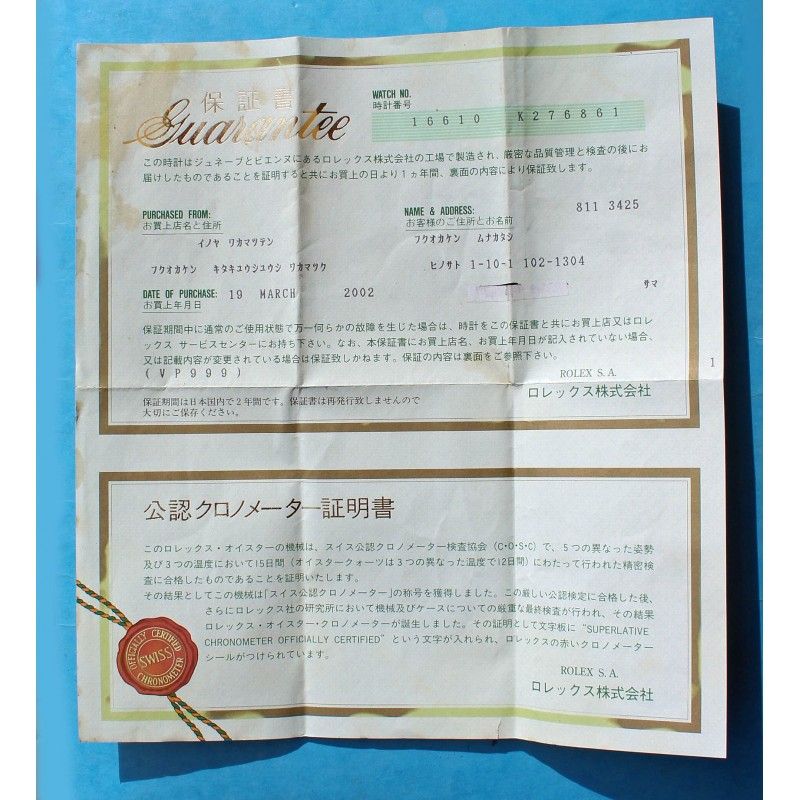 保証書
Guarantee
WATCH NO.
時計番号
16610 K276861
この時計はジュネーブとビエンヌにあるロレックス株式会社の工場で製造され、厳密な品質管理と検査の後にお
届けしたものであることを証明すると共にお買上の日より1ヵ年間、裏面の内容により保証致します。
PURCHASED FROM:
お買上店名と住所
イノヤ ワカマツテン
フクオカケン キタキユウシユウシ ワカマツク
NAME & ADDRESS:
お客様のご住所とお名前
811 3425
フクオカケン ムナカタシ
ヒノサト 1-10-1 102-1304
サマ
DATE OF PURCHASE: 19 MARCH 2002
お買上年月日
保証期間中に通常のご使用状態で万一何らかの故障を生じた場合は、時計をこの保証書と共にお買上店又はロレ
ックス サービスセンターにお持ち下さい。なお、本保証書にお買上店名、お買上年月日が記入されていない場合、
又は記載内容が変更されている場合は保証致しかねます。保証の内容は裏面をご参照下さい。
(VP999)
ROLEX S.A.
ロレックス株式会社
保証期間は日本国内で2年間です。保証書は再発行致しませんので
大切にご保存ください。
1
公認クロノメーター証明書
このロレックス・オイスターの機械は、スイス公認クロノメーター検査協会(C・O・S・C)で、5つの異なった姿勢
及び3つの温度において15日間(オイスタークォーツは3つの異なった温度で12日間)にわたって行われた精密検
査に合格したものであることを証明いたします。
その結果としてこの機械は「スイス公認クロノメーター」の称号を獲得しました。この厳しい公認検定に合格した後、
さらにロレックス社の研究所において機械及びケースについての厳重な最終検査が行われ、その結果
ロレックス・オイスター・クロノメーターが誕生しました。その証明として文字板に "SUPERLATIVE
CHRONOMETER OFFICIALLY CERTIFIED" という文字が入れられ、ロレックスの赤いクロノメーター
シールがつけられています。
ROLEX S.A.
ロレックス株式会社
OFFICIALLY CERTIFIED
SWISS
CHRONOMETER